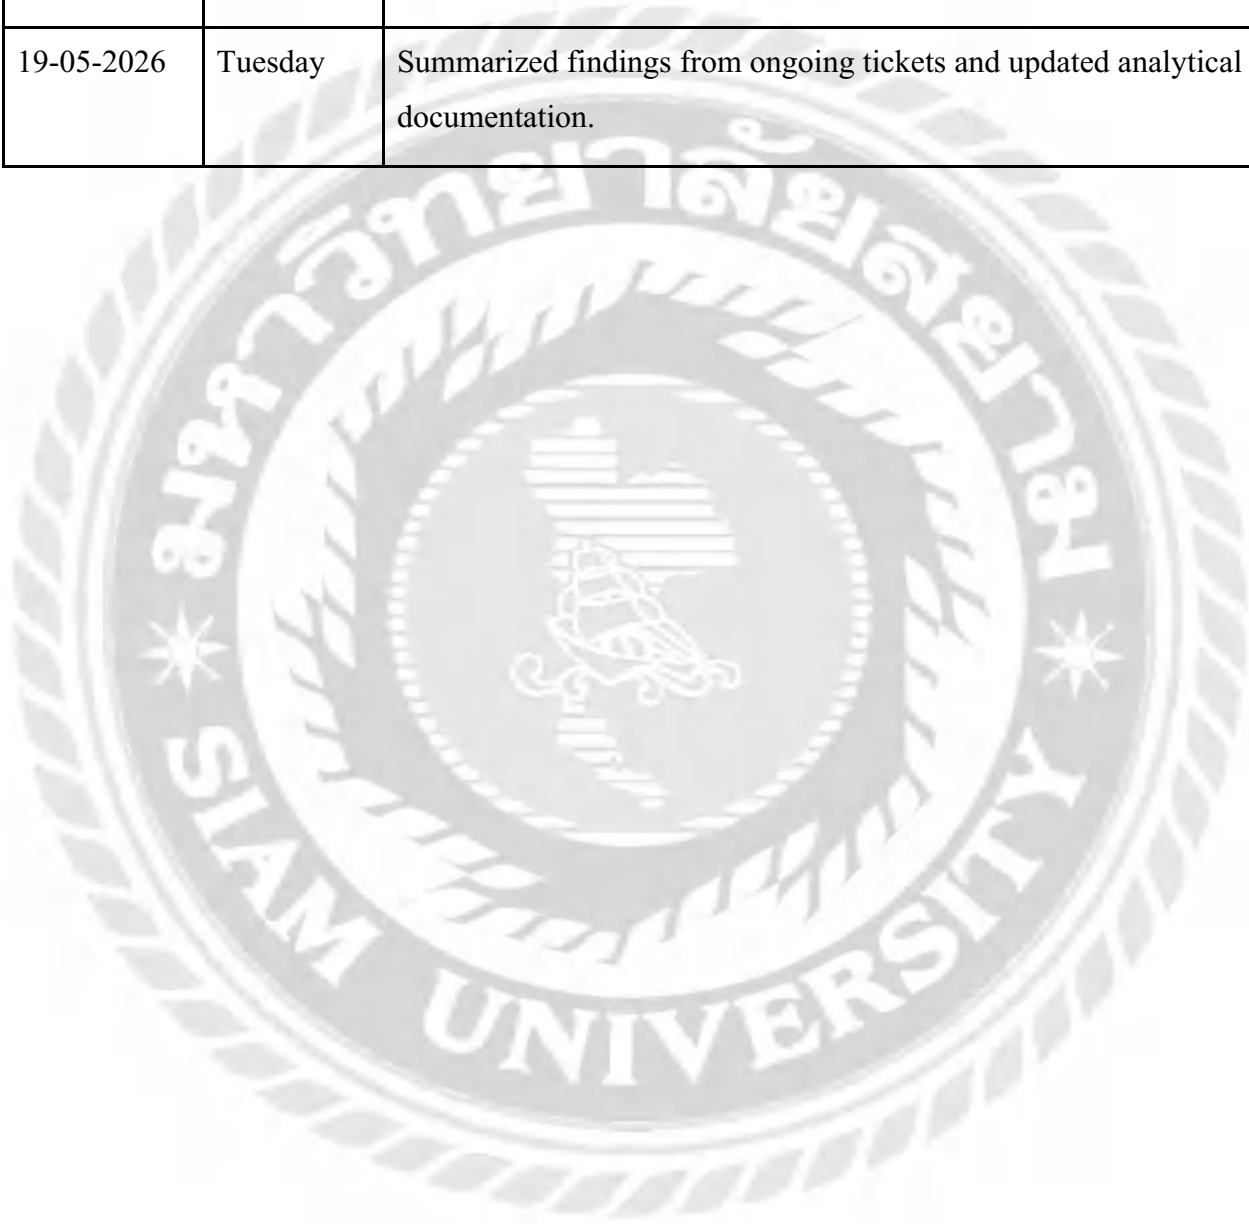 19-05-2026 Tuesday Summarized findings from ongoing tickets and updated analytical
documentation.
มหาวิทยาลัยสยาม
SIAM UNIVERSITY